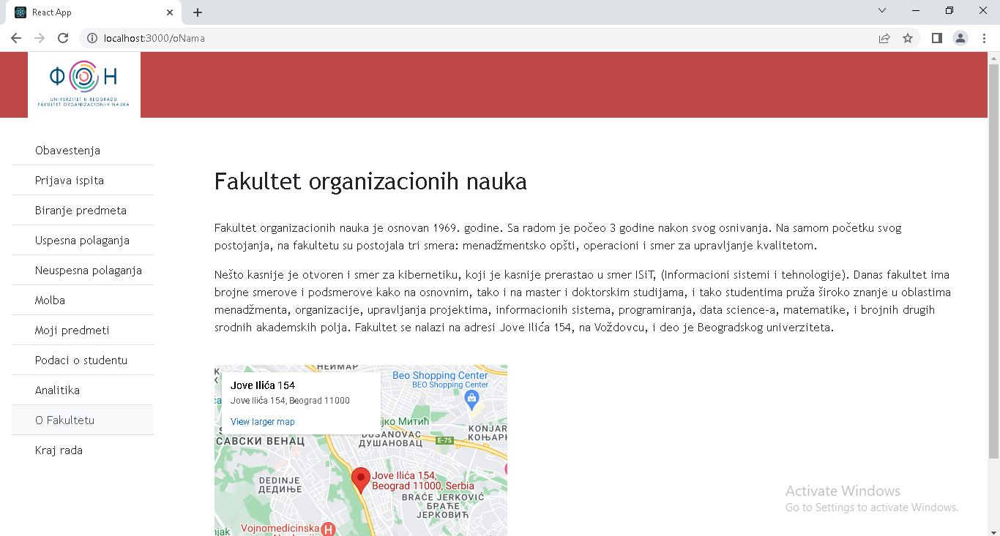 React App
localhost:3000/oNama
ФОН
UNIVERZITET U BEOGRADU
FAKULTET ORGANIZACIONIH NAUKA
Obavestenja
Prijava ispita
Biranje predmeta
Uspesna polaganja
Neuspesna polaganja
Molba
Moji predmeti
Podaci o studentu
Analitika
O Fakultetu
Kraj rada
Fakultet organizacionih nauka
Fakultet organizacionih nauka je osnovan 1969. godine. Sa radom je počeo 3 godine nakon svog osnivanja. Na samom početku svog
postojanja, na fakultetu su postojala tri smera: menadžmentsko opšti, operacioni i smer za upravljanje kvalitetom.
Nešto kasnije je otvoren i smer za kibernetiku, koji je kasnije prerastao u smer ISiT, (Informacioni sistemi i tehnologije). Danas fakultet ima
brojne smerove i podsmerove kako na osnovnim, tako i na master i doktorskim studijama, i tako studentima pruža široko znanje u oblastima
menadžmenta, organizacije, upravljanja projektima, informacionih sistema, programiranja, data science-a, matematike, i brojnih drugih
srodnih akademskih polja. Fakultet se nalazi na adresi Jove Ilića 154, na Voždovcu, i deo je Beogradskog univerziteta.
НЕИМАР
Jove Ilića 154
Jove Ilića 154, Beograd 11000
View larger map
Beo Shopping Center
BEO Shopping Center
јко Митић
DUŠANOVAC
ДУШАНОВАЦ
E-75
KONJAR
КОЊАРН
САВСКИ ВЕНАЦ
Jove Ilića 154,
Beograd 11000, Serbia
DEDINJE
ДЕДИЊЕ
BRAĆE JERKOVIĆ
БРАЋЕ
ЈЕРКОВИЋ
Vojnomedicinska
H
Activate Windows
Go to Settings to activate Windows.